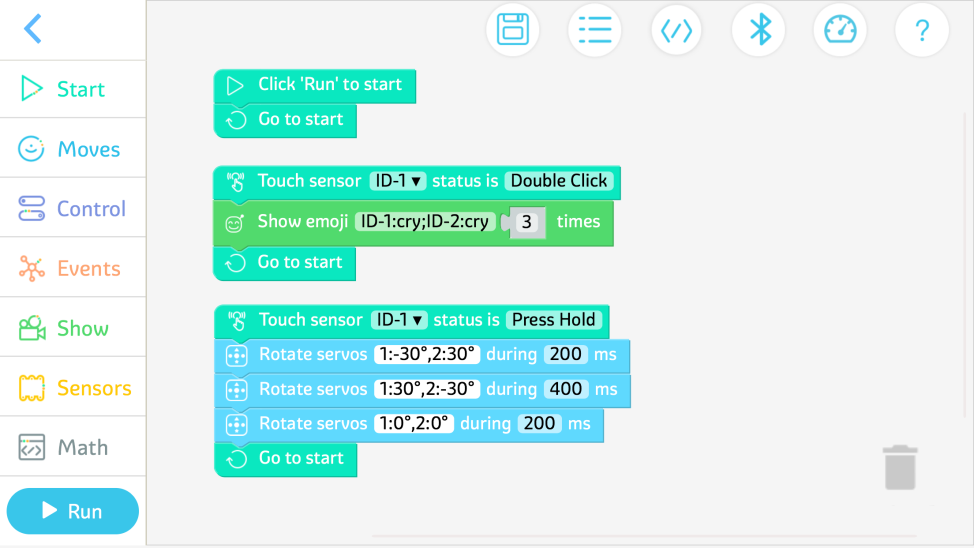 ?
Start
Moves
Control
Events
Show
Sensors
Math
Run
Click 'Run' to start
Go to start
Touch sensor ID-1 ▾ status is Double Click
Show emoji ID-1:cry;ID-2:cry 3 times
Go to start
Touch sensor ID-1 ▾ status is Press Hold
Rotate servos 1:-30°,2:30° during 200 ms
Rotate servos 1:30°,2:-30° during 400 ms
Rotate servos 1:0°,2:0° during 200 ms
Go to start